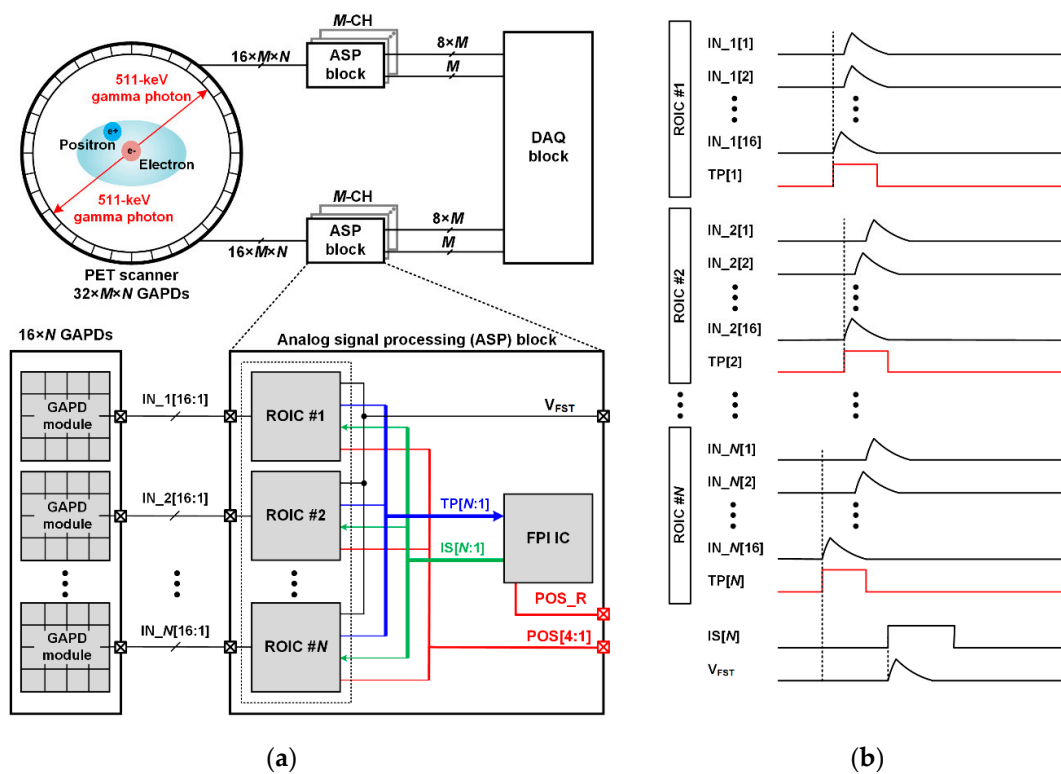 M-CH
16×M×N
ASP
block
8×M
M
511-keV
gamma photon
e+
Positron
e-
Electron
511-keV
gamma photon
DAQ
block
M-CH
16×M×N
ASP
block
8×M
M
PET scanner
32×M×N GAPDs
16×N GAPDs
Analog signal processing (ASP) block
GAPD
module
IN_1[16:1]
ROIC #1
VFST
GAPD
module
IN_2[16:1]
ROIC #2
TP[N:1]
IS[N:1]
FPI IC
POS_R
GAPD
module
IN_N[16:1]
ROIC #N
POS[4:1]
(a)
ROIC #1
IN_1[1]
IN_1[2]
IN_1[16]
TP[1]
ROIC #2
IN_2[1]
IN_2[2]
IN_2[16]
TP[2]
ROIC #N
IN_N[1]
IN_N[2]
IN_N[16]
TP[N]
IS[N]
VFST
(b)